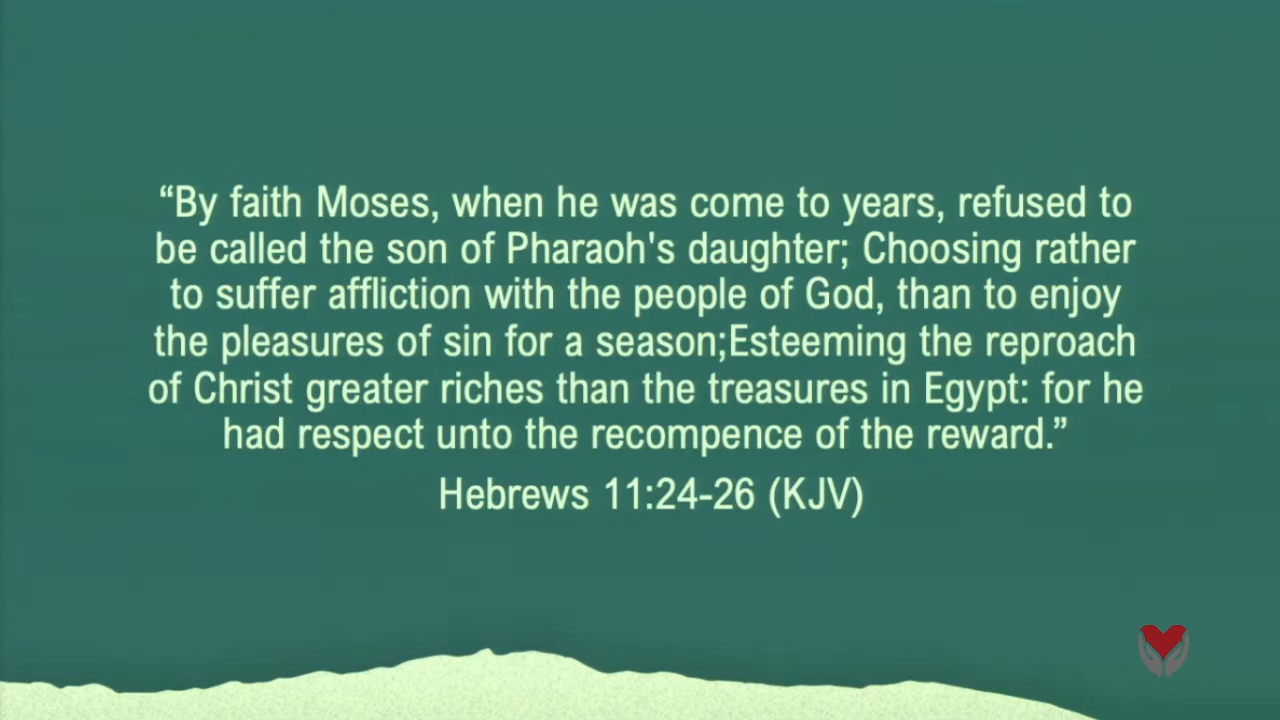 “By faith Moses, when he was come to years, refused to
be called the son of Pharaoh's daughter; Choosing rather
to suffer affliction with the people of God, than to enjoy
the pleasures of sin for a season;Esteeming the reproach
of Christ greater riches than the treasures in Egypt: for he
had respect unto the recompence of the reward.”
Hebrews 11:24-26 (KJV)